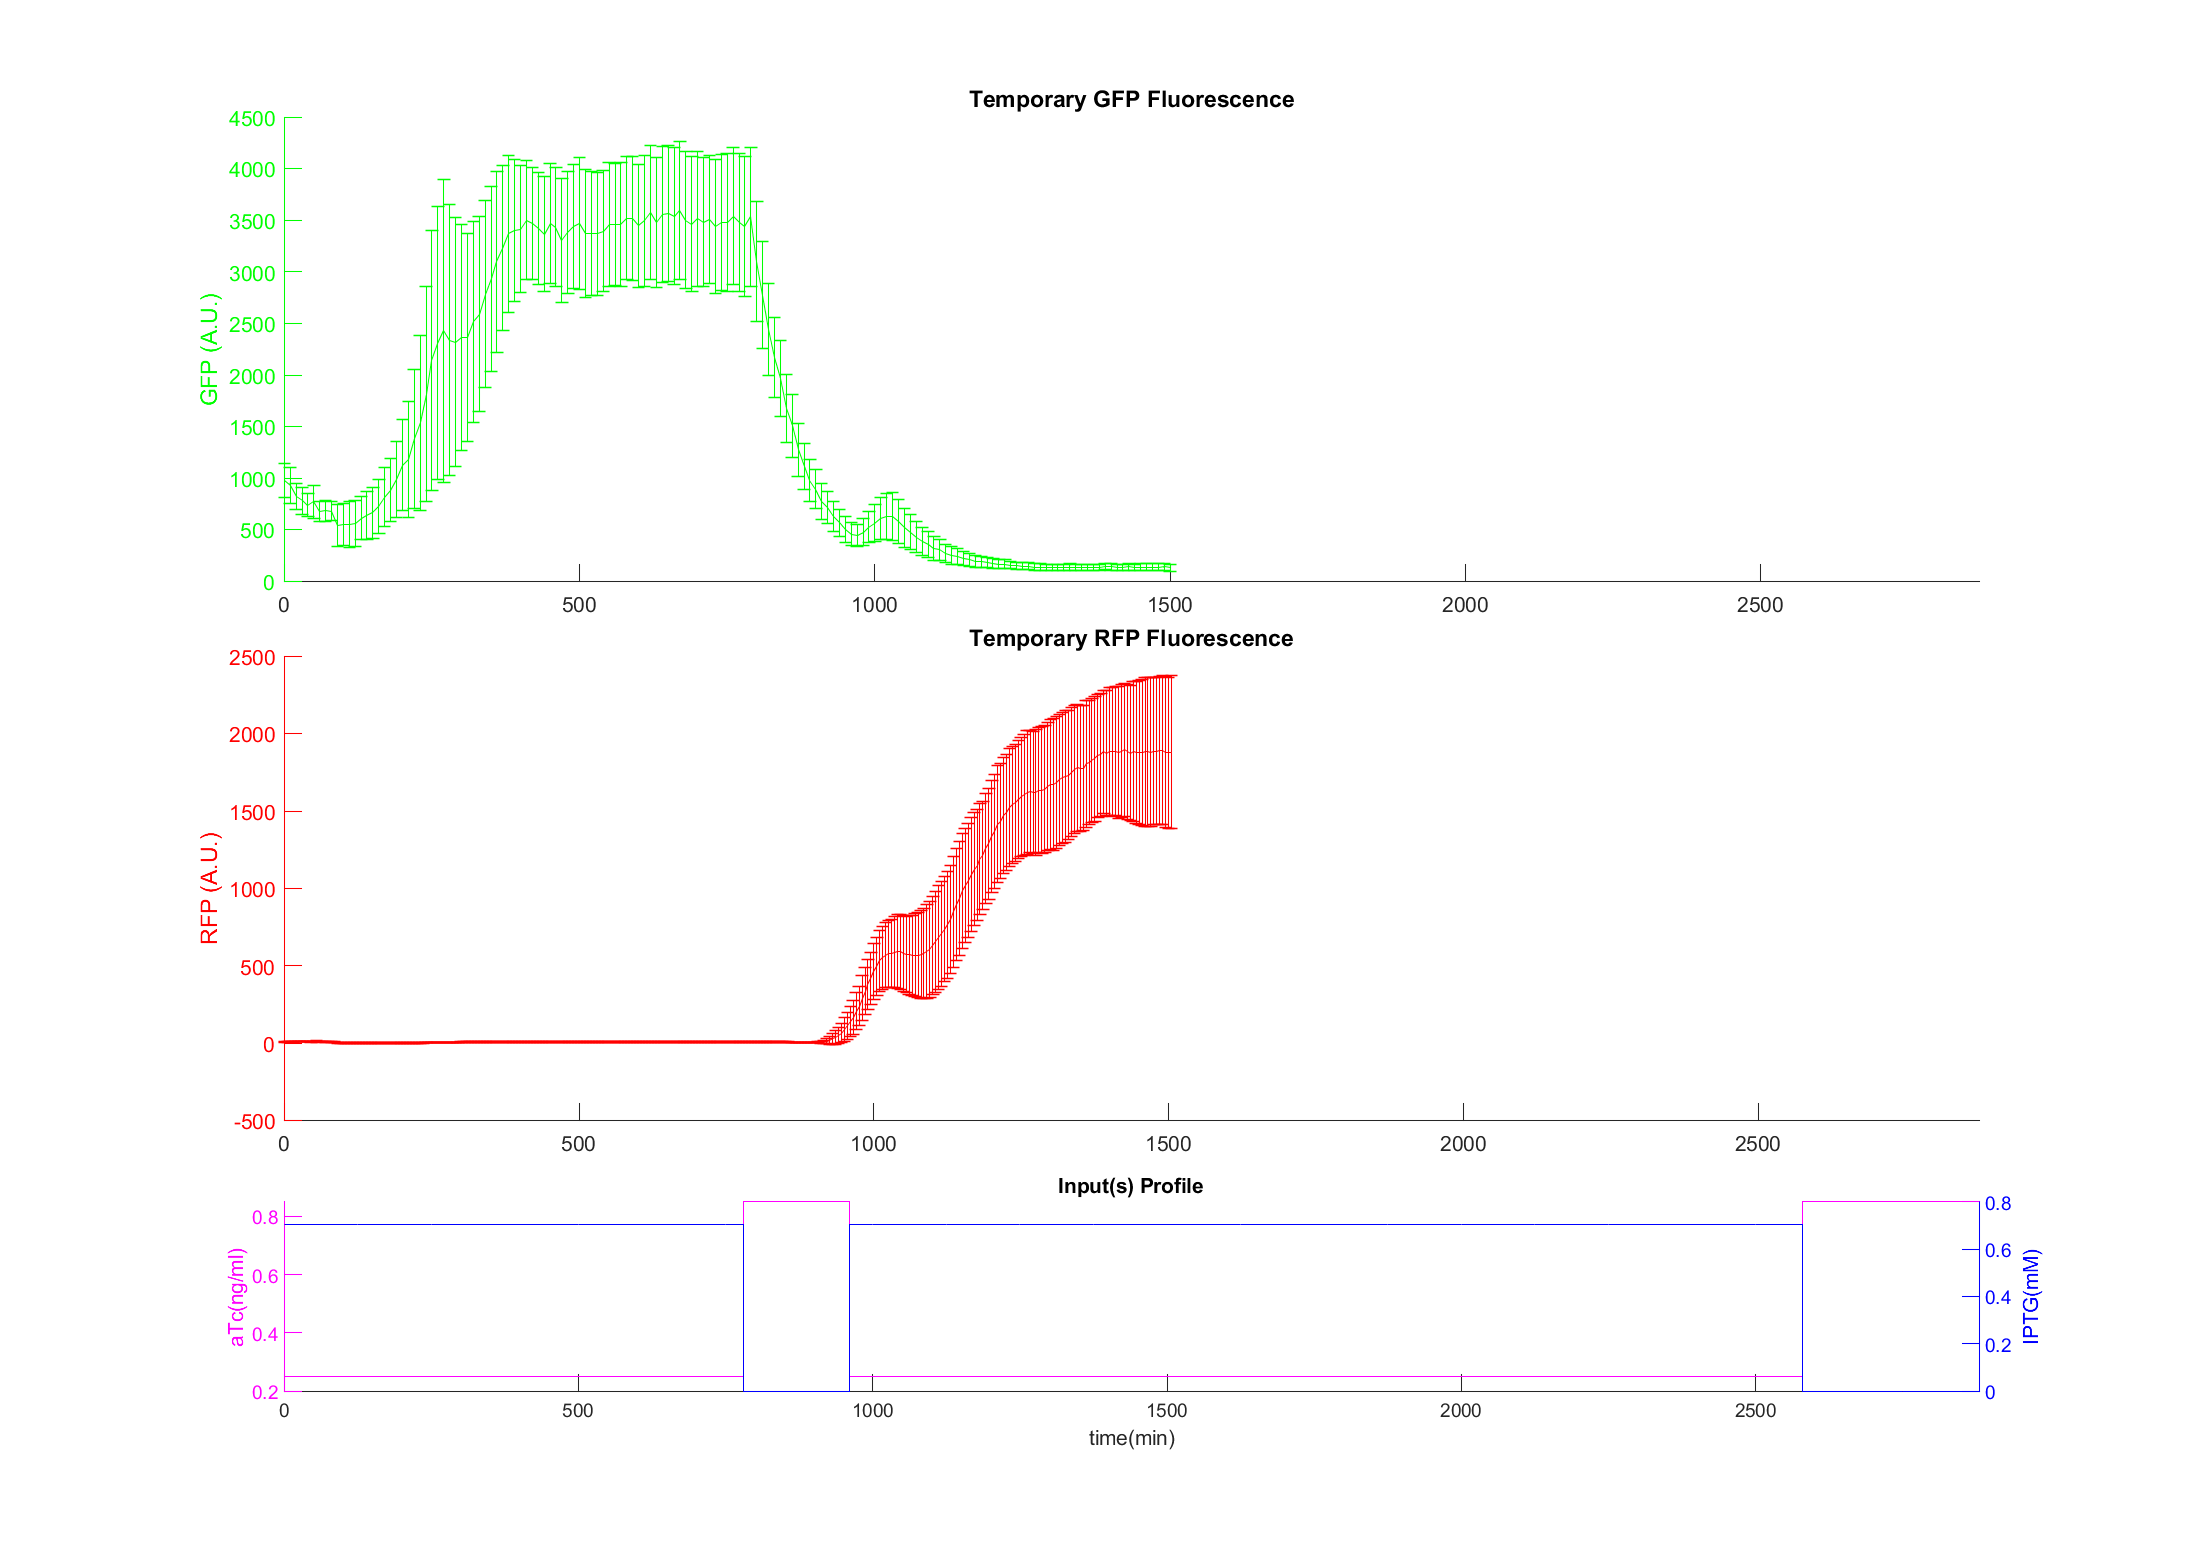 Temporary GFP Fluorescence
4500
4000
3500
3000
2500
2000
1500
1000
500
0
GFP (A.U.)
0 500 1000 1500 2000 2500
Temporary RFP Fluorescence
2500
2000
1500
1000
500
0
-500
RFP (A.U.)
0 500 1000 1500 2000 2500
Input(s) Profile
0.8
0.6
0.4
0.2
aTc(ng/ml)
0.8
0.6
0.4
0.2
0
IPTG(mM)
0 500 1000 1500 2000 2500
time(min)